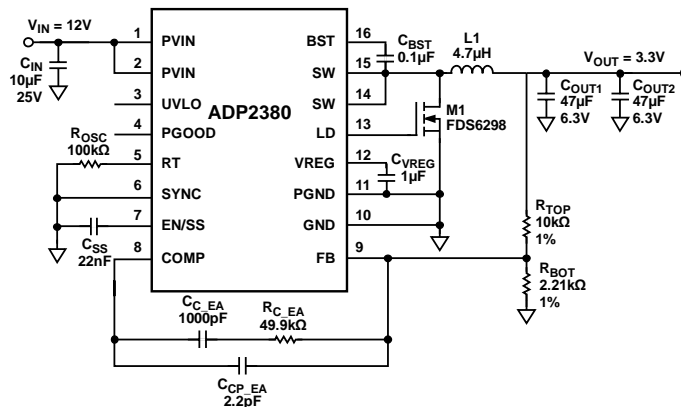 V_IN = 12V
C_IN
10µF
25V
R_OSC
100kΩ
C_SS
22nF
1 PVIN
2 PVIN
3 UVLO
4 PGOOD
5 RT
6 SYNC
7 EN/SS
8 COMP
ADP2380
BST 16
SW 15
SW 14
LD 13
VREG 12
PGND 11
GND 10
FB 9
C_BST
0.1µF
L1
4.7µH
M1
FDS6298
C_VREG
1µF
V_OUT = 3.3V
C_OUT1
47µF
6.3V
C_OUT2
47µF
6.3V
R_TOP
10kΩ
1%
R_BOT
2.21kΩ
1%
C_C_EA
1000pF
R_C_EA
49.9kΩ
C_CP_EA
2.2pF